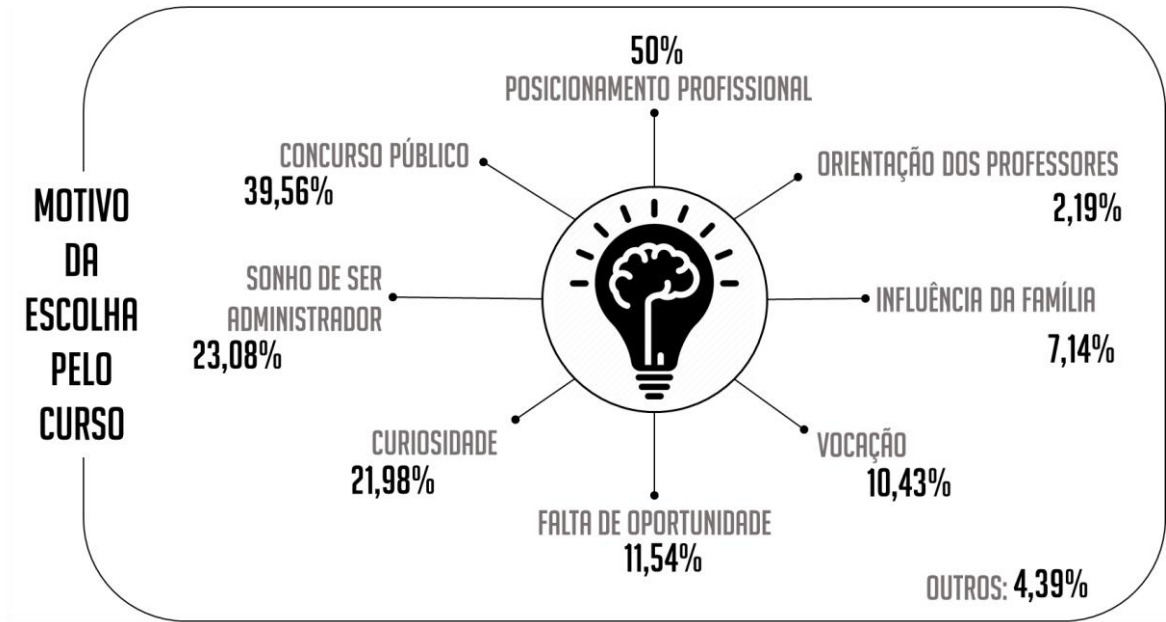 MOTIVO
DA
ESCOLHA
PELO
CURSO
50%
POSICIONAMENTO PROFISSIONAL
ORIENTAÇÃO DOS PROFESSORES
2,19%
INFLUÊNCIA DA FAMÍLIA
7,14%
VOCAÇÃO
10,43%
FALTA DE OPORTUNIDADE
11,54%
CURIOSIDADE
21,98%
SONHO DE SER
ADMINISTRADOR
23,08%
CONCURSO PÚBLICO
39,56%
OUTROS: 4,39%